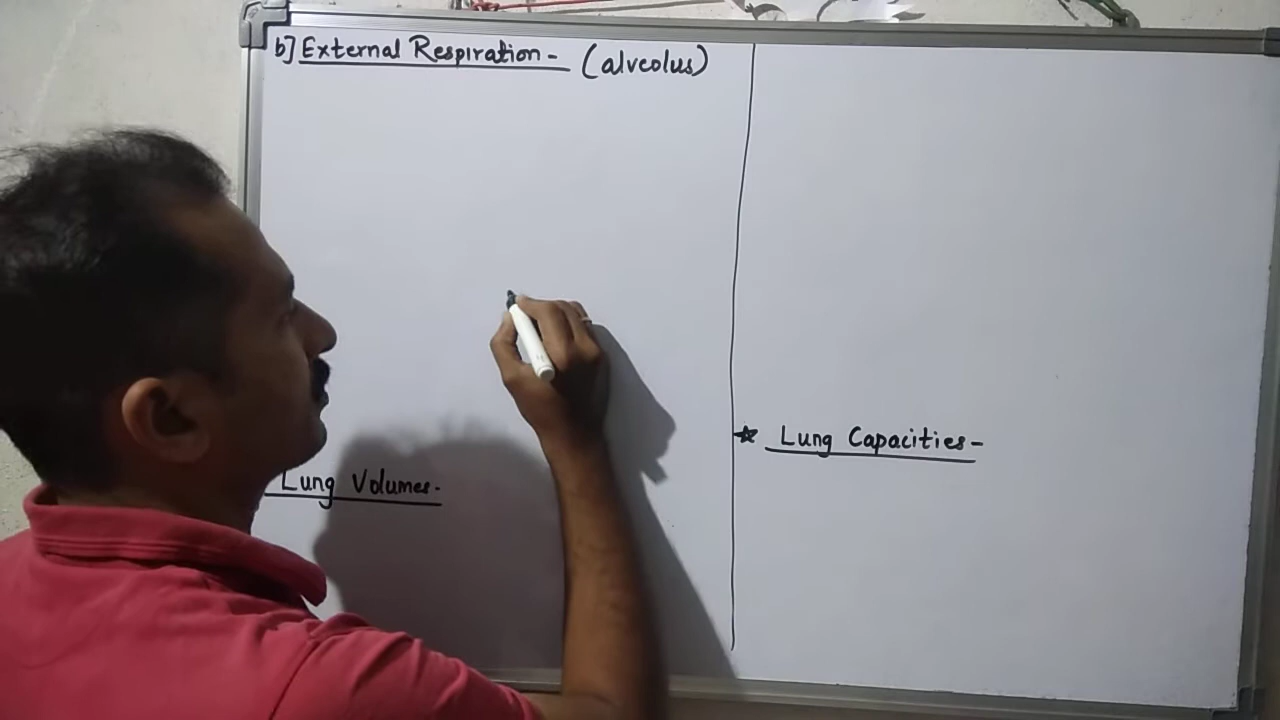 b] External Respiration - (alveolus)
Lung Volumes.
☆ Lung Capacities -